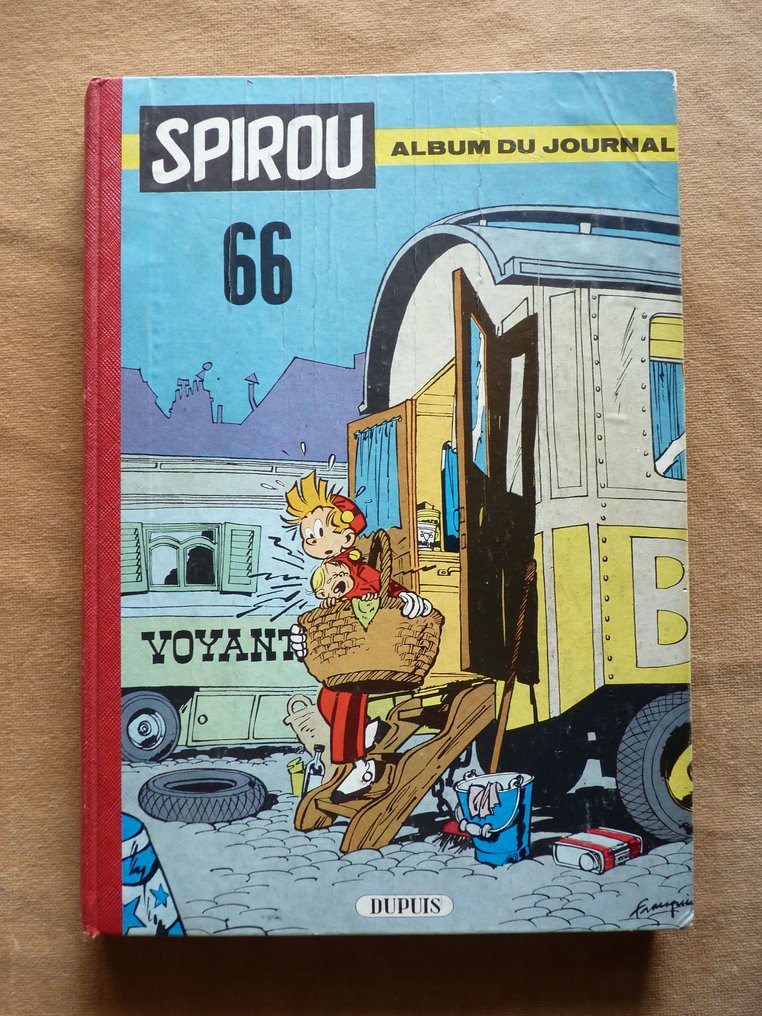 SPIROU
ALBUM DU JOURNAL
66
VOYANT
B
DUPUIS
Franquin